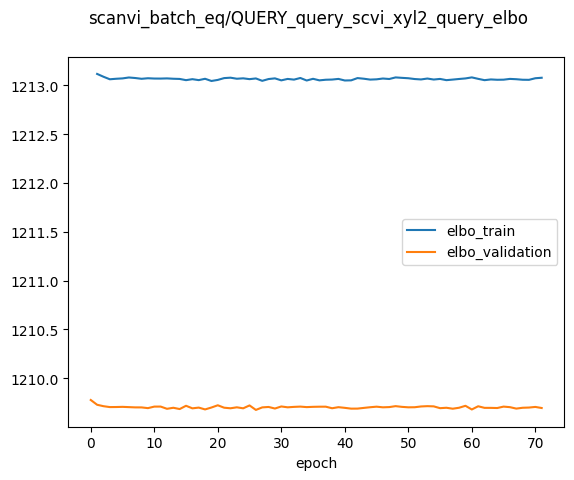 scanvi_batch_eq/QUERY_query_scvi_xyl2_query_elbo
1213.0
1212.5
1212.0
1211.5
1211.0
1210.5
1210.0
elbo_train
elbo_validation
0 10 20 30 40 50 60 70
epoch